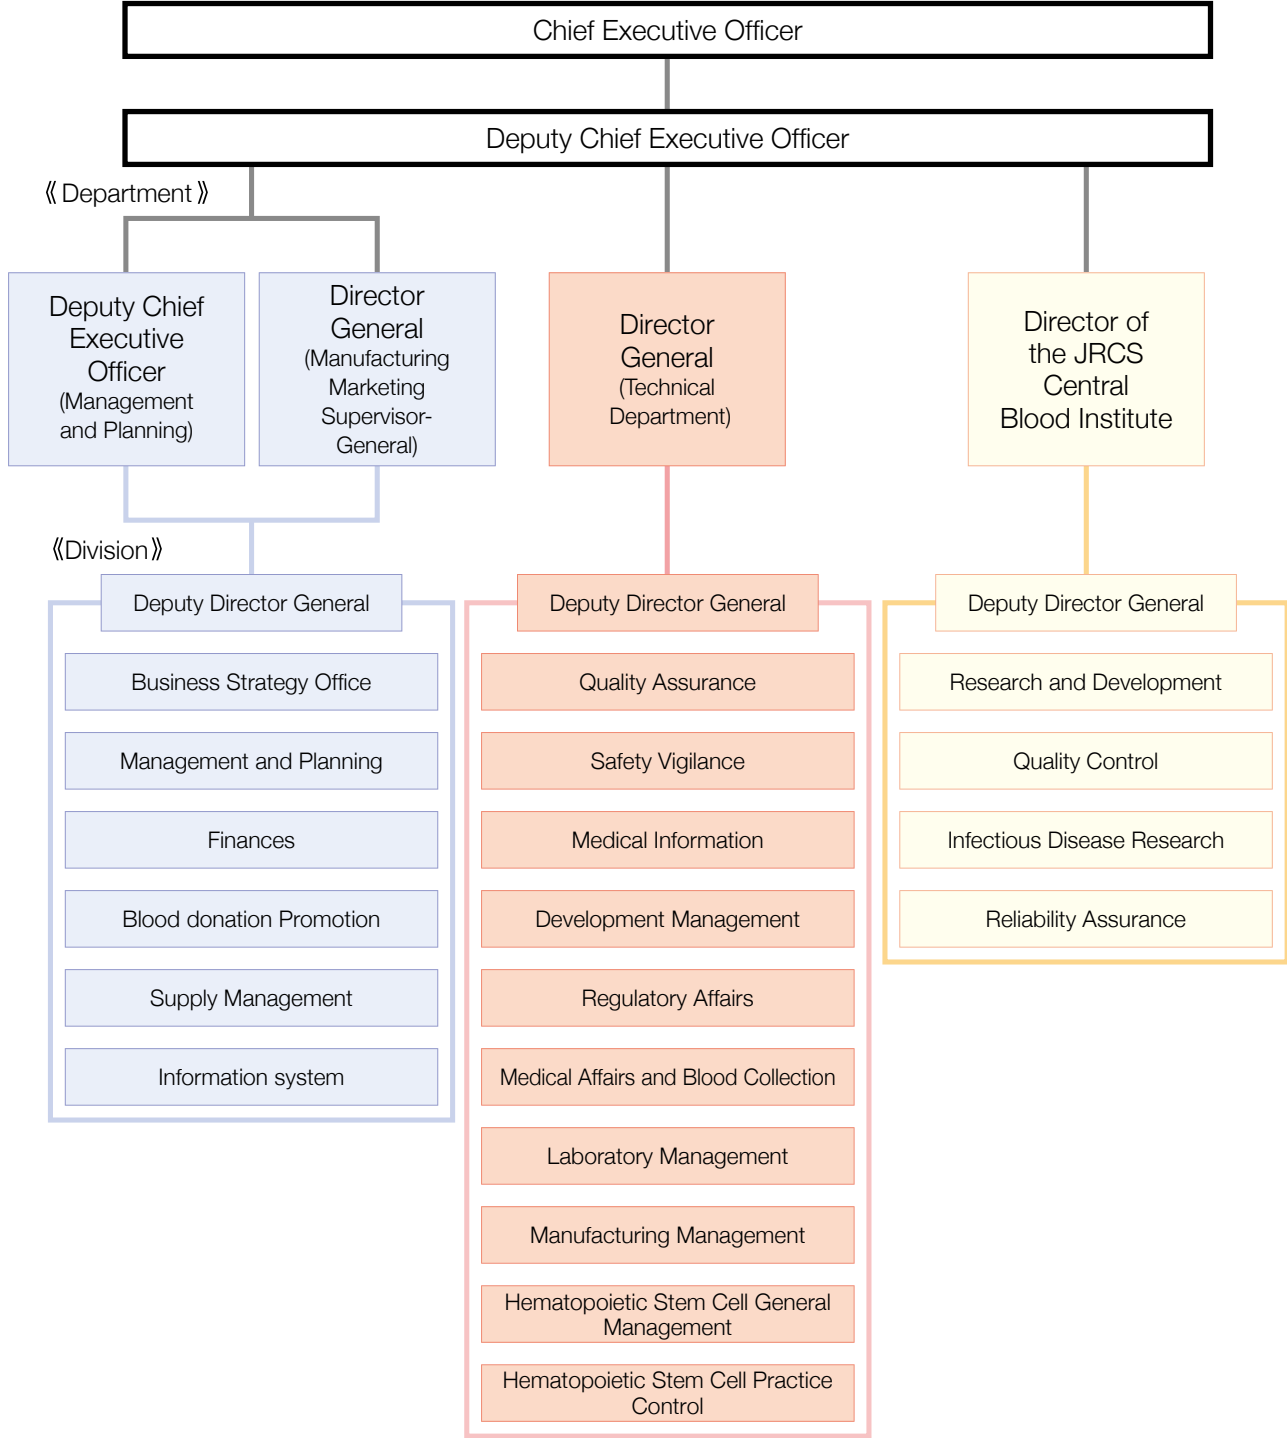 Chief Executive Officer
Deputy Chief Executive Officer
《Department》
Deputy Chief
Executive
Officer
(Management
and Planning)
Director
General
(Manufacturing
Marketing
Supervisor-
General)
Director
General
(Technical
Department)
Director of
the JRCS
Central
Blood Institute
《Division》
Deputy Director General
Business Strategy Office
Management and Planning
Finances
Blood donation Promotion
Supply Management
Information system
Deputy Director General
Quality Assurance
Safety Vigilance
Medical Information
Development Management
Regulatory Affairs
Medical Affairs and Blood Collection
Laboratory Management
Manufacturing Management
Hematopoietic Stem Cell General
Management
Hematopoietic Stem Cell Practice
Control
Deputy Director General
Research and Development
Quality Control
Infectious Disease Research
Reliability Assurance